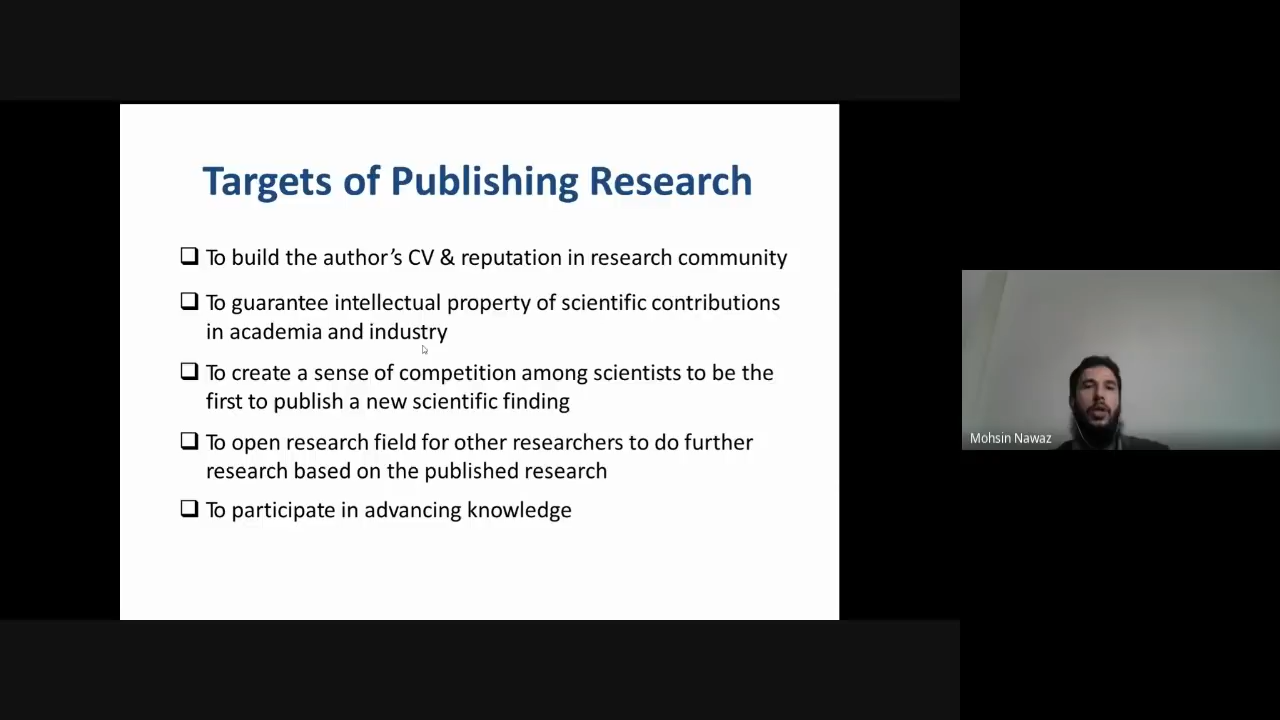 Targets of Publishing Research
❑ To build the author’s CV & reputation in research community
❑ To guarantee intellectual property of scientific contributions
in academia and industry
❑ To create a sense of competition among scientists to be the
first to publish a new scientific finding
❑ To open research field for other researchers to do further
research based on the published research
❑ To participate in advancing knowledge
Mohsin Nawaz